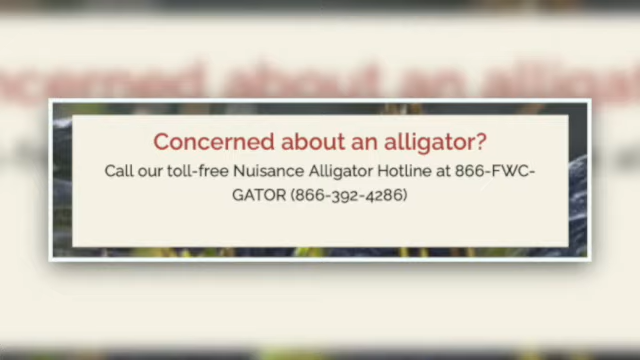 Concerned about an alligator?
Call our toll-free Nuisance Alligator Hotline at 866-FWC-
GATOR (866-392-4286)